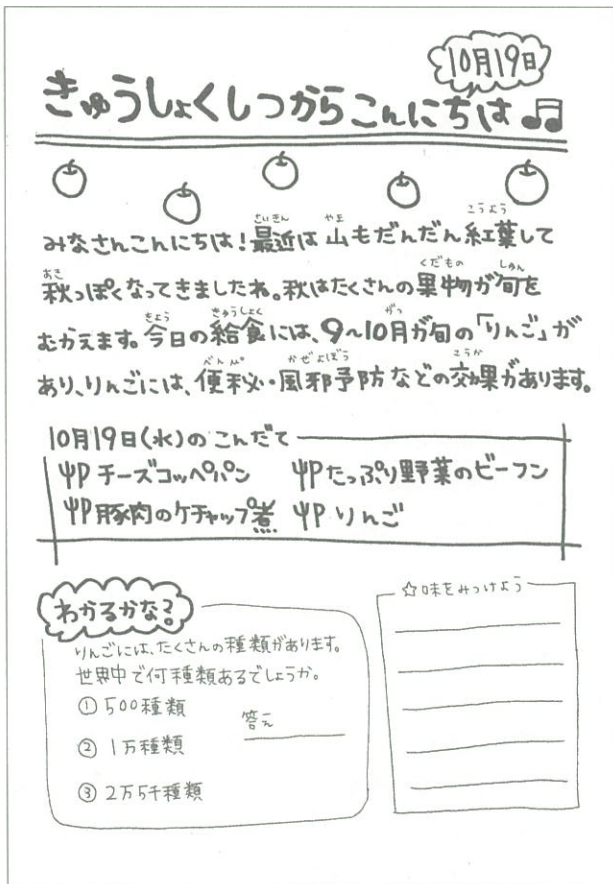 10月19日
きゅうしょくしつからこんにちは♫
みなさんこんにちは！最近は山もだんだん紅葉して
秋っぽくなってきましたね。秋はたくさんの果物が旬を
むかえます。今日の給食には、9〜10月が旬の「りんご」が
あり、りんごには、便秘・風邪予防などの効果があります。
10月19日(水)のこんだて
チーズコッペパン　たっぷり野菜のビーフン
豚肉のケチャップ煮　りんご
わかるかな？
りんごには、たくさんの種類があります。
世界中で何種類あるでしょうか。
① 500種類
② 1万種類
③ 2万5千種類
答え
☆味をみつけよう